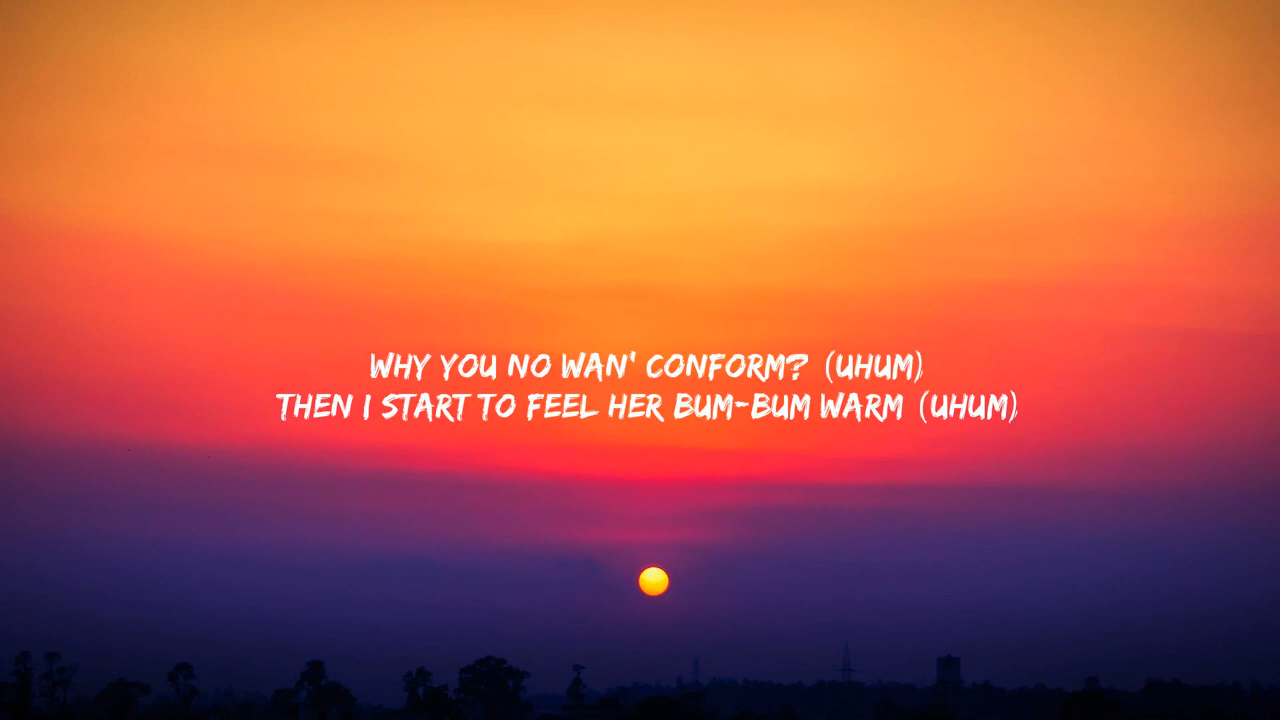 WHY YOU NO WAN' CONFORM? (UHUM)
THEN I START TO FEEL HER BUM-BUM WARM (UHUM)